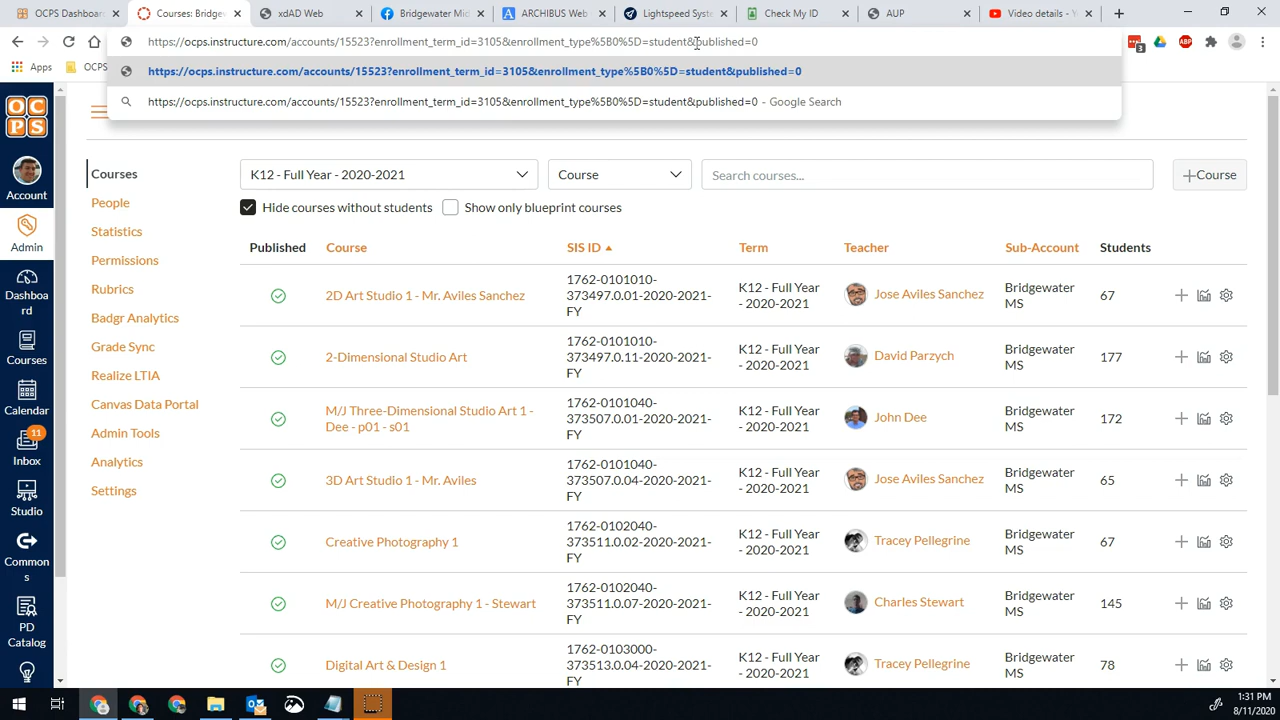 OCPS Dashboard
Courses: Bridgew
xdAD Web
Bridgewater Mic
ARCHIBUS Web
Lightspeed Syste
Check My ID
AUP
Video details - Y
https://ocps.instructure.com/accounts/15523?enrollment_term_id=3105&enrollment_type%5B0%5D=student&published=0
3
ABP
Apps
OCPS
https://ocps.instructure.com/accounts/15523?enrollment_term_id=3105&enrollment_type%5B0%5D=student&published=0
https://ocps.instructure.com/accounts/15523?enrollment_term_id=3105&enrollment_type%5B0%5D=student&published=0 - Google Search
OC
PS
Account
Admin
Dashboa
rd
Courses
Calendar
11
Inbox
Studio
Common
s
PD
Catalog
Courses
People
Statistics
Permissions
Rubrics
Badgr Analytics
Grade Sync
Realize LTIA
Canvas Data Portal
Admin Tools
Analytics
Settings
K12 - Full Year - 2020-2021
Course
Search courses...
+Course
Hide courses without students
Show only blueprint courses
Published Course SIS ID Term Teacher Sub-Account Students
2D Art Studio 1 - Mr. Aviles Sanchez
1762-0101010-
373497.0.01-2020-2021-
FY
K12 - Full Year
- 2020-2021
Jose Aviles Sanchez
Bridgewater
MS
67
2-Dimensional Studio Art
1762-0101010-
373497.0.11-2020-2021-
FY
K12 - Full Year
- 2020-2021
David Parzych
Bridgewater
MS
177
M/J Three-Dimensional Studio Art 1 -
Dee - p01 - s01
1762-0101040-
373507.0.01-2020-2021-
FY
K12 - Full Year
- 2020-2021
John Dee
Bridgewater
MS
172
3D Art Studio 1 - Mr. Aviles
1762-0101040-
373507.0.04-2020-2021-
FY
K12 - Full Year
- 2020-2021
Jose Aviles Sanchez
Bridgewater
MS
65
Creative Photography 1
1762-0102040-
373511.0.02-2020-2021-
FY
K12 - Full Year
- 2020-2021
Tracey Pellegrine
Bridgewater
MS
67
M/J Creative Photography 1 - Stewart
1762-0102040-
373511.0.07-2020-2021-
FY
K12 - Full Year
- 2020-2021
Charles Stewart
Bridgewater
MS
145
Digital Art & Design 1
1762-0103000-
373513.0.04-2020-2021-
FY
K12 - Full Year
- 2020-2021
Tracey Pellegrine
Bridgewater
MS
78
1:31 PM
8/11/2020